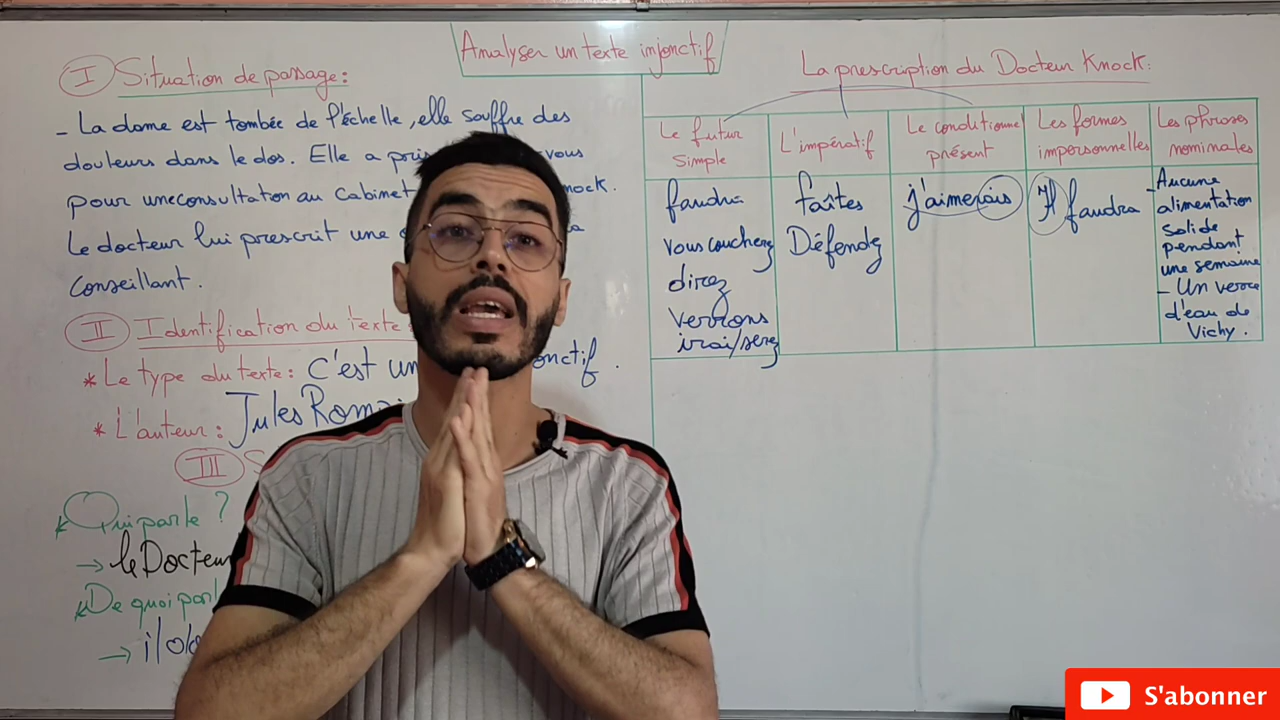 Analyser un texte injonctif
I Situation de passage:
- La dame est tombée de l'échelle, elle souffre des
douleurs dans le dos. Elle a pris vous
pour une consultation au Cabinet nock.
Le docteur lui prescrit une
conseillant.
II Identification du texte
* Le type du texte: C'est un onctif.
* L'auteur: Jules Romai
III S
* Qui parle ?
→ le Docteur
* De quoi parl
→ il
La prescription du Docteur Knock:
Le futur
simple
faudra
vous coucherez
direz
verrons
irai/serez
L'impératif
faîtes
Défendez
Le conditionnel
présent
j'aimerais
Les formes
impersonnelles
Il faudra
Les phrases
nominales
- Aucune
alimentation
solide
pendant
une semaine
- Un verre
d'eau de
Vichy.
S'abonner